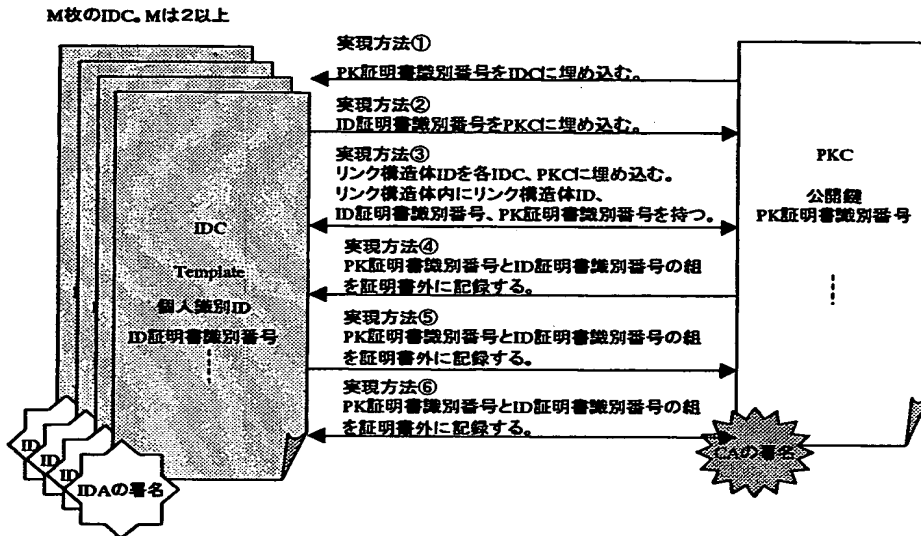 M枚のIDC。Mは2以上
実現方法①
PK証明書識別番号をIDCに埋め込む。
実現方法②
ID証明書識別番号をPKCに埋め込む。
実現方法③
リンク構造体IDを各IDC、PKCに埋め込む。
リンク構造体内にリンク構造体ID、
ID証明書識別番号、PK証明書識別番号を持つ。
実現方法④
PK証明書識別番号とID証明書識別番号の組
を証明書外に記録する。
実現方法⑤
PK証明書識別番号とID証明書識別番号の組
を証明書外に記録する。
実現方法⑥
PK証明書識別番号とID証明書識別番号の組
を証明書外に記録する。
IDC
Template
個人識別ID
ID証明書識別番号
ID
ID
ID
IDAの署名
PKC
公開鍵
PK証明書識別番号
CAの署名